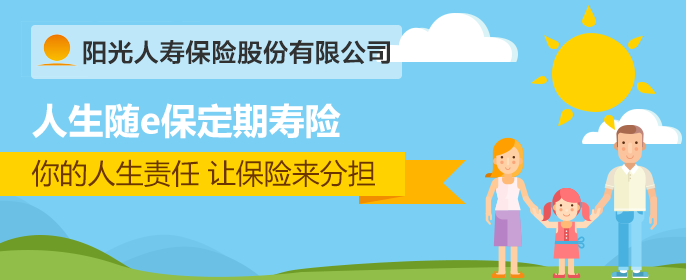 阳光人寿保险股份有限公司
人生随e保定期寿险
你的人生责任 让保险来分担